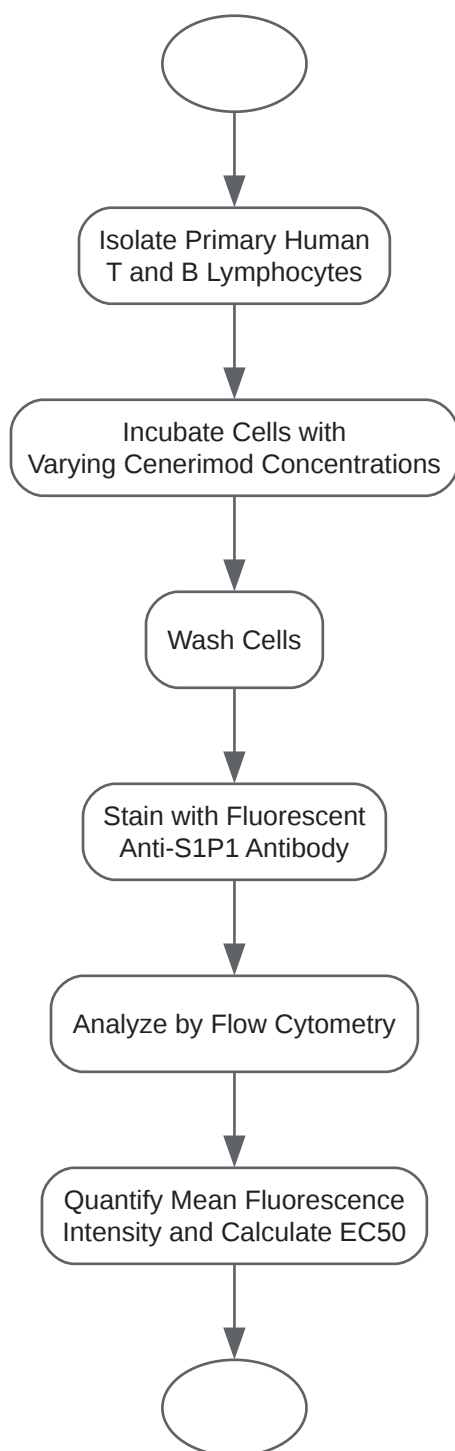 Isolate Primary Human
T and B Lymphocytes
Incubate Cells with
Varying Cenerimod Concentrations
Wash Cells
Stain with Fluorescent
Anti-S1P1 Antibody
Analyze by Flow Cytometry
Quantify Mean Fluorescence
Intensity and Calculate EC50